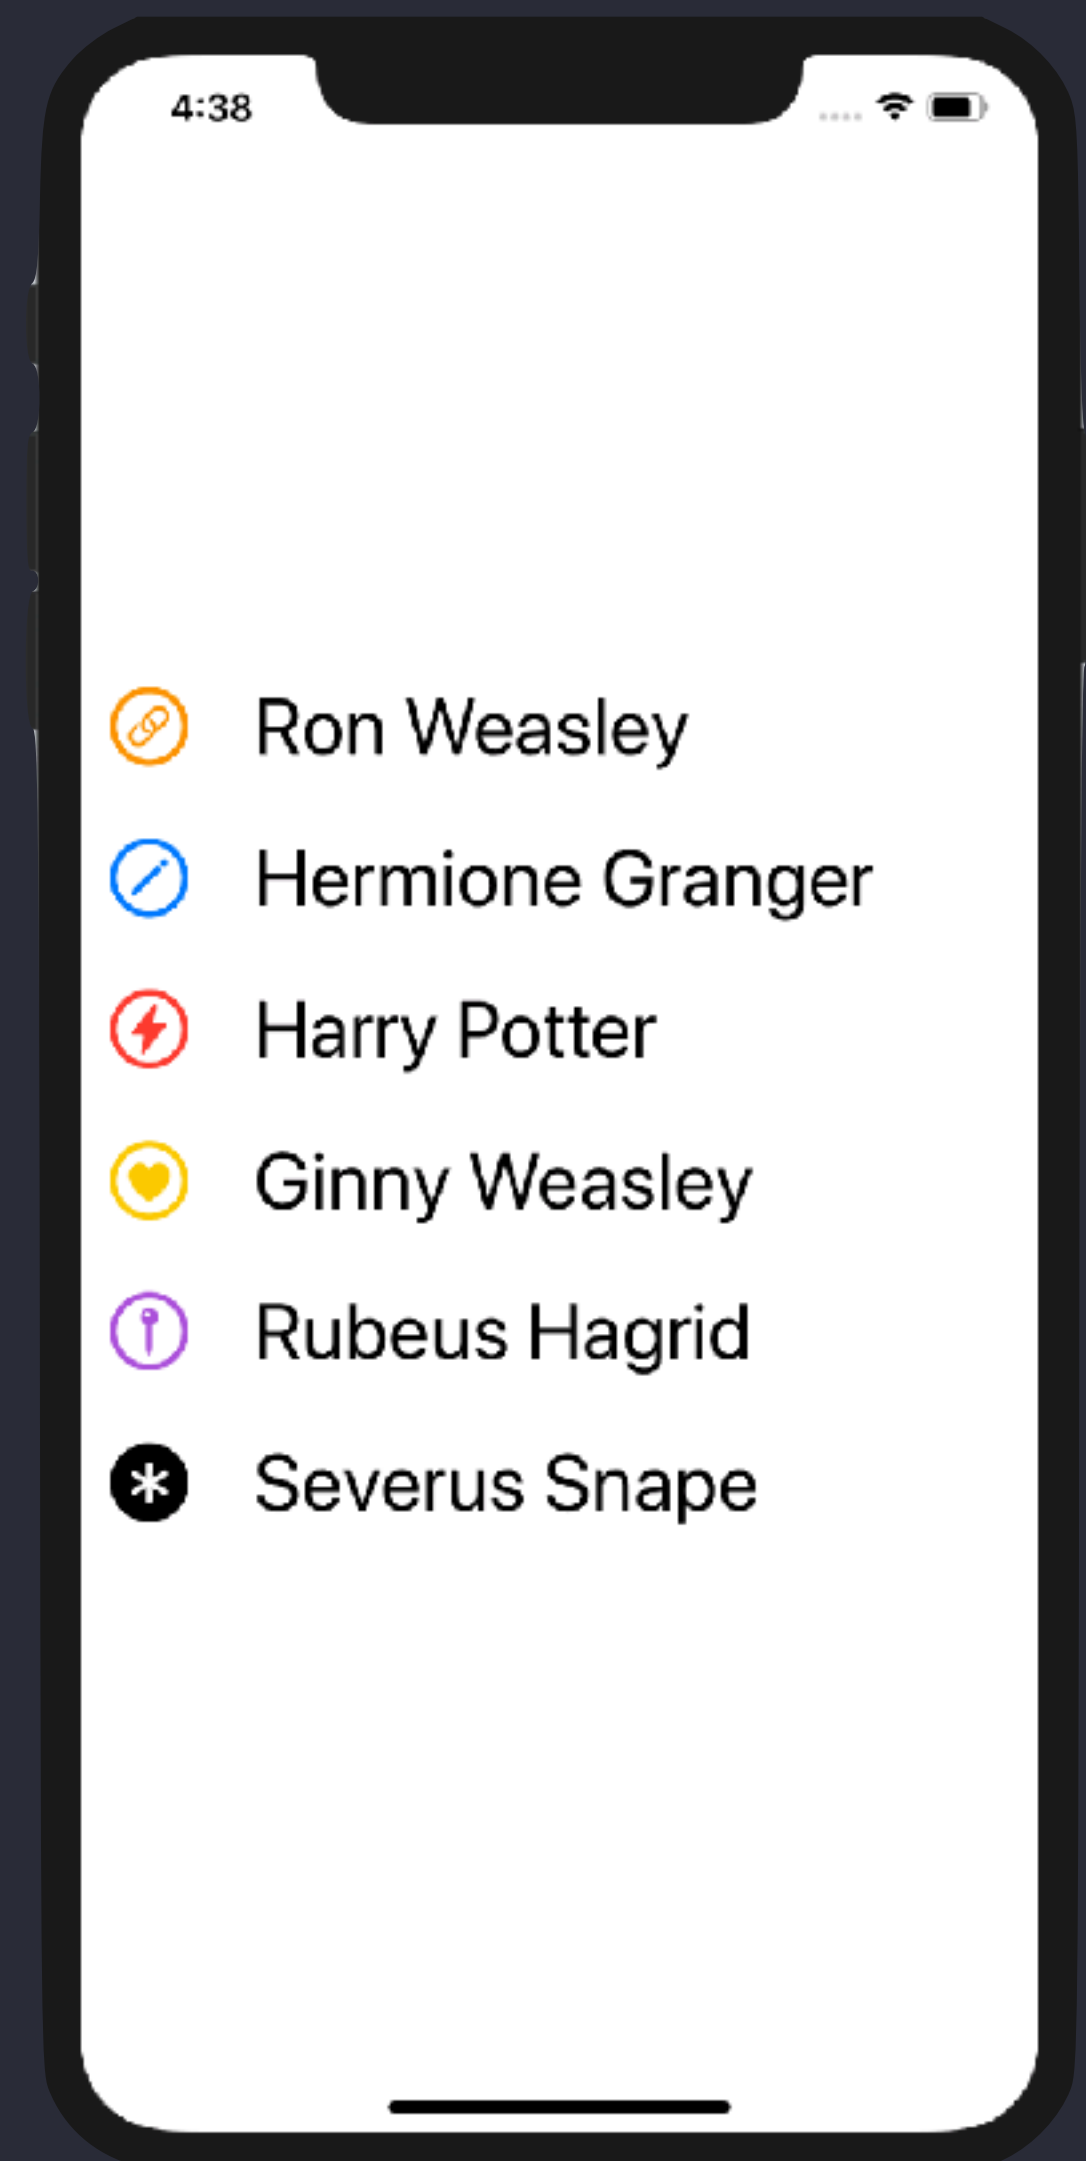 4:38
Ron Weasley
Hermione Granger
Harry Potter
Ginny Weasley
Rubeus Hagrid
Severus Snape